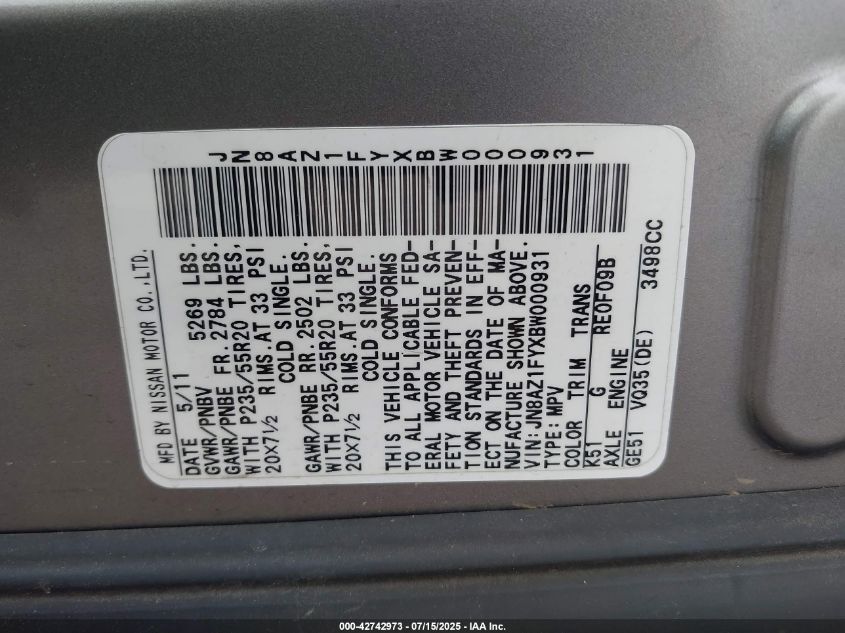 JN8AZ1FYXBW000931
MFD BY NISSAN MOTOR CO.,LTD.
DATE 5/11
GVWR/PNBV 5269 LBS.
GAWR/PNBE FR. 2784 LBS.
WITH P235/55R20 TIRES,
20X7½ RIMS.AT 33 PSI
COLD SINGLE.
GAWR/PNBE RR. 2502 LBS.
WITH P235/55R20 TIRES,
20X7½ RIMS.AT 33 PSI
COLD SINGLE.
THIS VEHICLE CONFORMS
TO ALL APPLICABLE FED-
ERAL MOTOR VEHICLE SA-
FETY AND THEFT PREVEN-
TION STANDARDS IN EFF-
ECT ON THE DATE OF MA-
NUFACTURE SHOWN ABOVE.
VIN:JN8AZ1FYXBW000931
TYPE:MPV
COLOR TRIM TRANS
K51 G RE0F09B
AXLE ENGINE
GE51 VQ35(DE) 3498CC
000-42742973 - 07/15/2025 - IAA Inc.